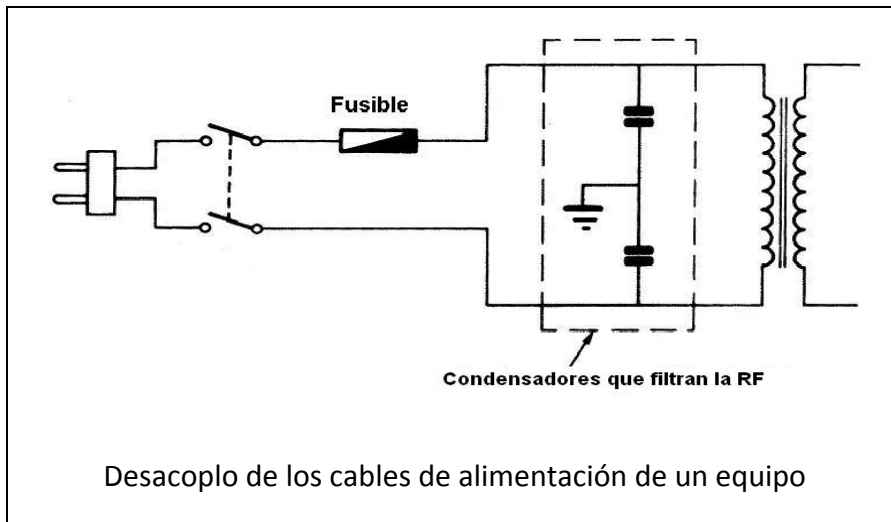 Fusible
Condensadores que filtran la RF
Desacoplo de los cables de alimentación de un equipo